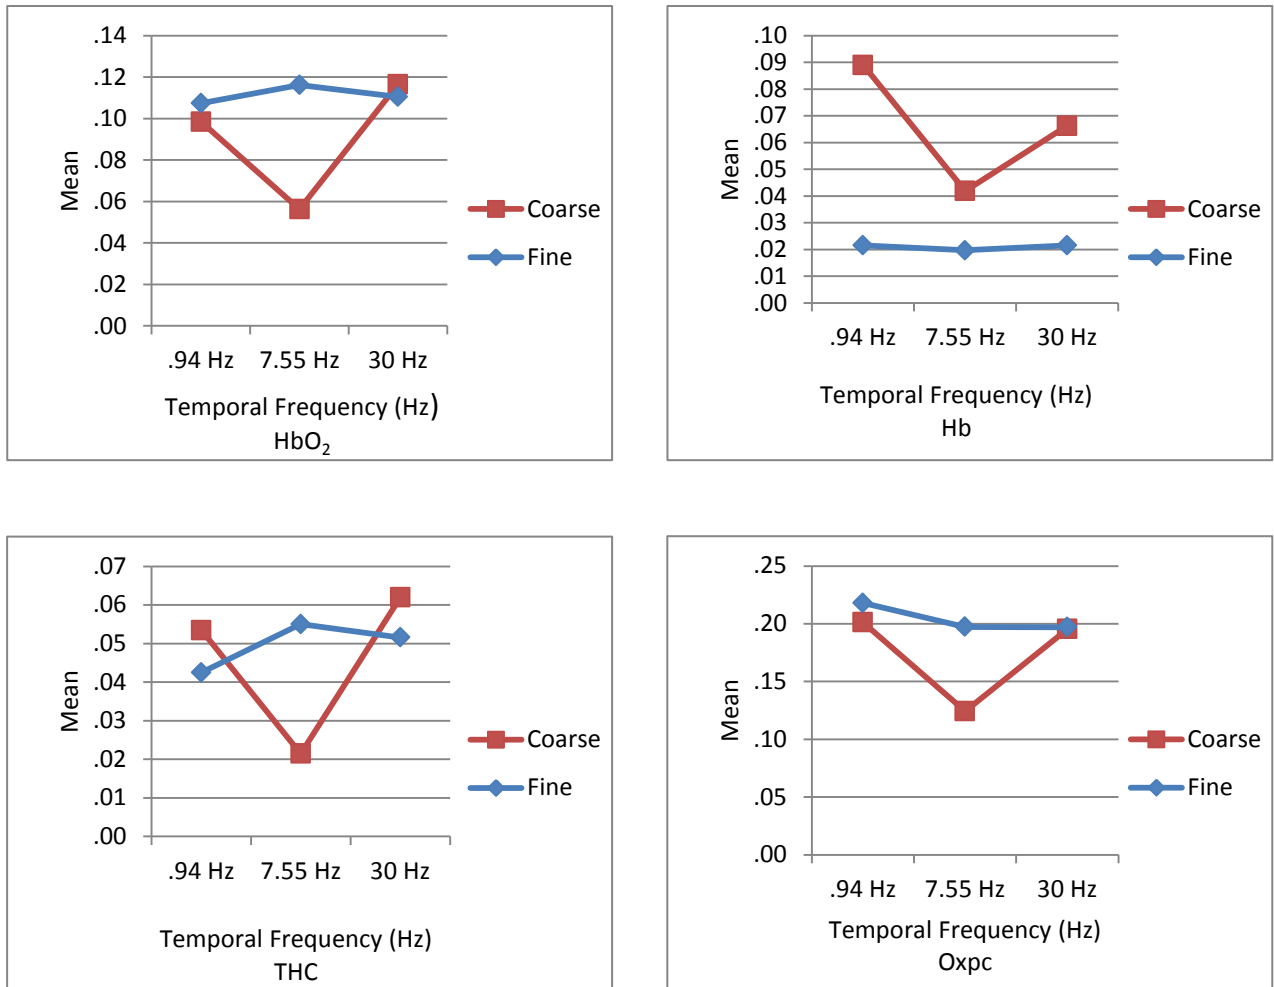 .14
.12
.10
.08
.06
.04
.02
.00
Mean
.94 Hz 7.55 Hz 30 Hz
Temporal Frequency (Hz)
HbO2
Coarse
Fine
.10
.09
.08
.07
.06
.05
.04
.03
.02
.01
.00
Mean
.94 Hz 7.55 Hz 30 Hz
Temporal Frequency (Hz)
Hb
Coarse
Fine
.07
.06
.05
.04
.03
.02
.01
.00
Mean
.94 Hz 7.55 Hz 30 Hz
Temporal Frequency (Hz)
THC
Coarse
Fine
.25
.20
.15
.10
.05
.00
Mean
.94 Hz 7.55 Hz 30 Hz
Temporal Frequency (Hz)
Oxpc
Coarse
Fine